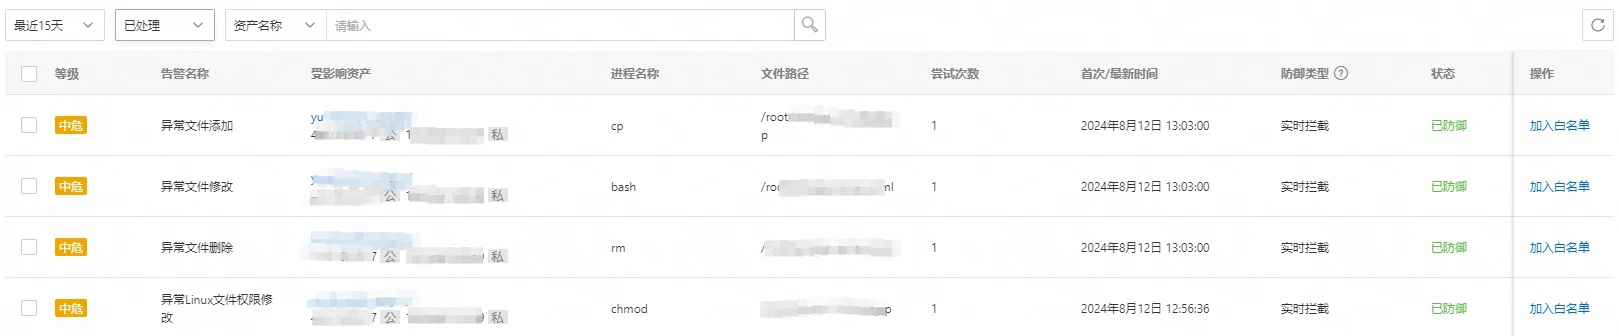 最近15天
已处理
资产名称
请输入
等级 告警名称 受影响资产 进程名称 文件路径 尝试次数 首次/最新时间 防御类型 ? 状态 操作
中危 异常文件添加 yu cp /root 1 2024年8月12日 13:03:00 实时拦截 已防御 加入白名单
4 7 公 1 私 p
中危 异常文件修改 y bash /roo ml 1 2024年8月12日 13:03:00 实时拦截 已防御 加入白名单
公 私
中危 异常文件删除 rm / 1 2024年8月12日 13:03:00 实时拦截 已防御 加入白名单
7 公 私
中危 异常Linux文件权限修 yu chmod 1 2024年8月12日 12:56:36 实时拦截 已防御 加入白名单
改 4 7 公 私